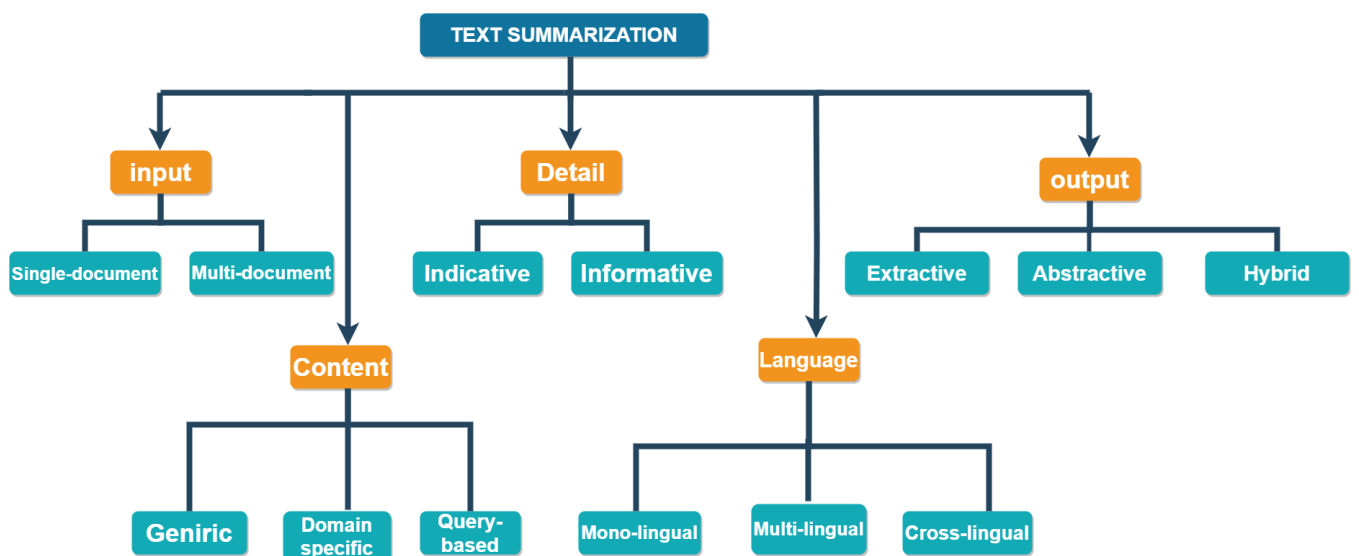 TEXT SUMMARIZATION
input
Detail
output
Single-document
Multi-document
Indicative
Informative
Extractive
Abstractive
Hybrid
Content
Language
Geniric
Domain
specific
Query-
based
Mono-lingual
Multi-lingual
Cross-lingual